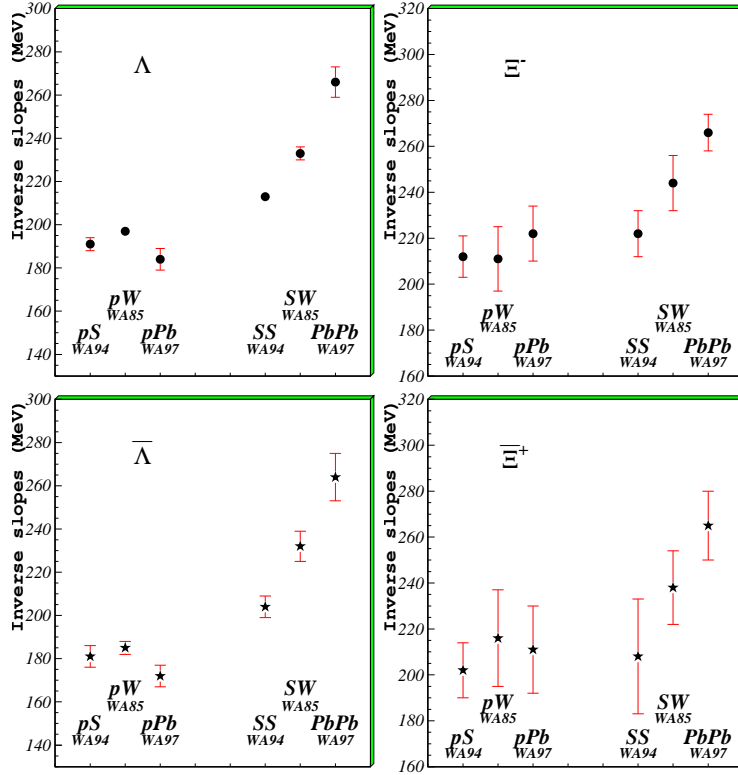 Inverse slopes (MeV)
300
280
260
240
220
200
180
160
140
Λ
pW
WA85
pS
WA94
pPb
WA97
SW
WA85
SS
WA94
PbPb
WA97
Inverse slopes (MeV)
320
300
280
260
240
220
200
180
160
Ξ⁻
pW
WA85
pS
WA94
pPb
WA97
SW
WA85
SS
WA94
PbPb
WA97
Inverse slopes (MeV)
300
280
260
240
220
200
180
160
140
Λ̅
pW
WA85
pS
WA94
pPb
WA97
SW
WA85
SS
WA94
PbPb
WA97
Inverse slopes (MeV)
320
300
280
260
240
220
200
180
160
Ξ̅⁺
pW
WA85
pS
WA94
pPb
WA97
SW
WA85
SS
WA94
PbPb
WA97